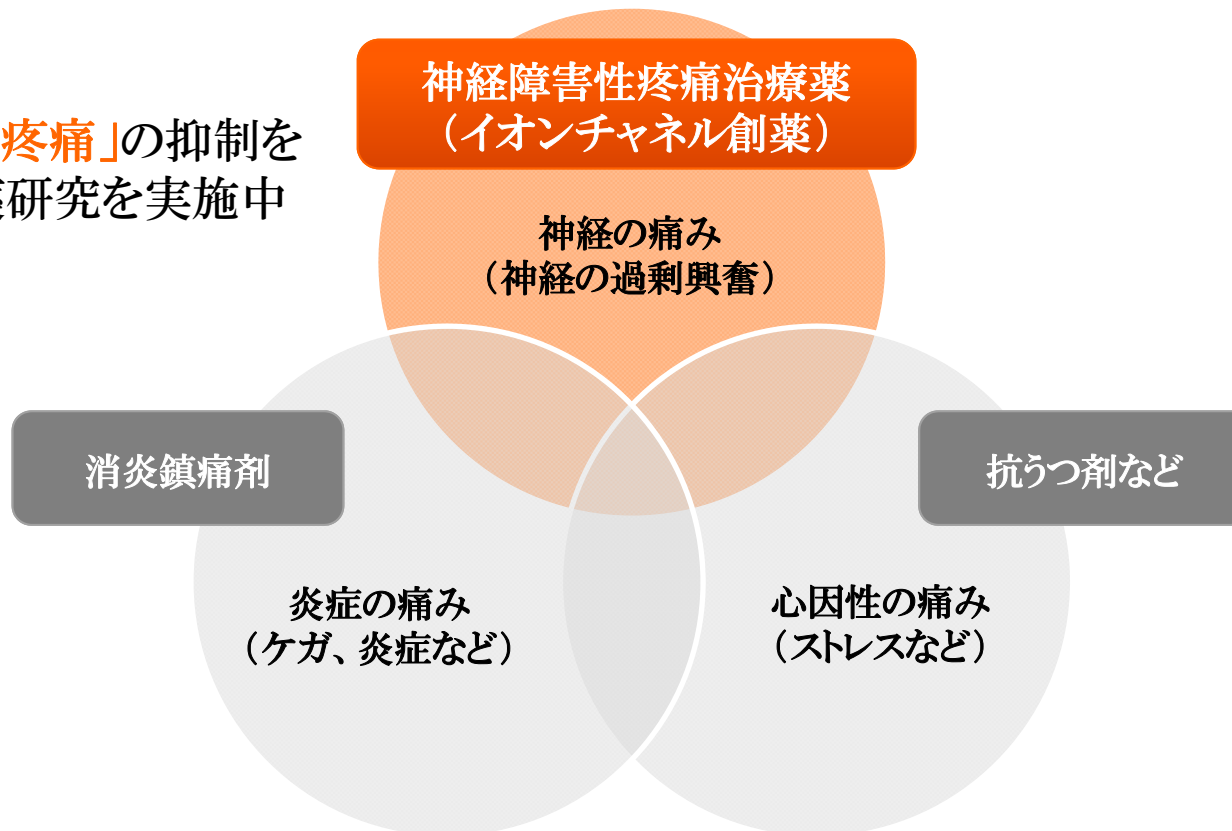 神経障害性疼痛治療薬
（イオンチャネル創薬）
疼痛」の抑制を
研究を実施中
神経の痛み
（神経の過剰興奮）
消炎鎮痛剤
抗うつ剤など
炎症の痛み
（ケガ、炎症など）
心因性の痛み
（ストレスなど）